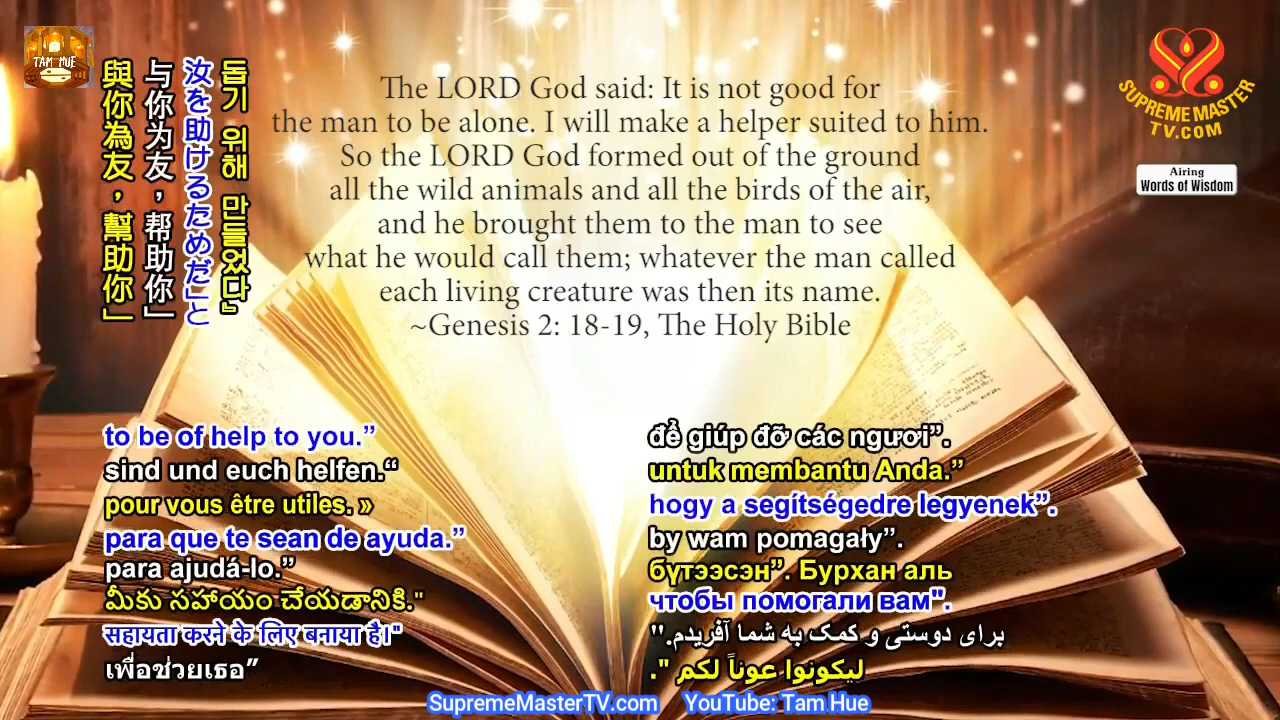 TAM HUE
돕기 위해 만들었다』
汝を助けるためだ」と
与你为友，帮助你」
與你為友，幫助你」
The LORD God said: It is not good for
the man to be alone. I will make a helper suited to him.
So the LORD God formed out of the ground
all the wild animals and all the birds of the air,
and he brought them to the man to see
what he would call them; whatever the man called
each living creature was then its name.
~Genesis 2: 18-19, The Holy Bible
SUPREME MASTER
TV.COM
Airing
Words of Wisdom
to be of help to you.”
sind und euch helfen.“
pour vous être utiles. »
para que te sean de ayuda.”
para ajudá-lo.”
మీకు సహాయం చేయడానికి."
सहायता करने के लिए बनाया है।"
เพื่อช่วยเธอ”
để giúp đỡ các ngươi”.
untuk membantu Anda.”
hogy a segítségedre legyenek”.
by wam pomagały”.
бүтээсэн”. Бурхан аль
чтобы помогали вам".
برای دوستی و کمک به شما آفریدم."
ليكونوا عوناً لكم ".
SupremeMasterTV.com YouTube: Tam Hue